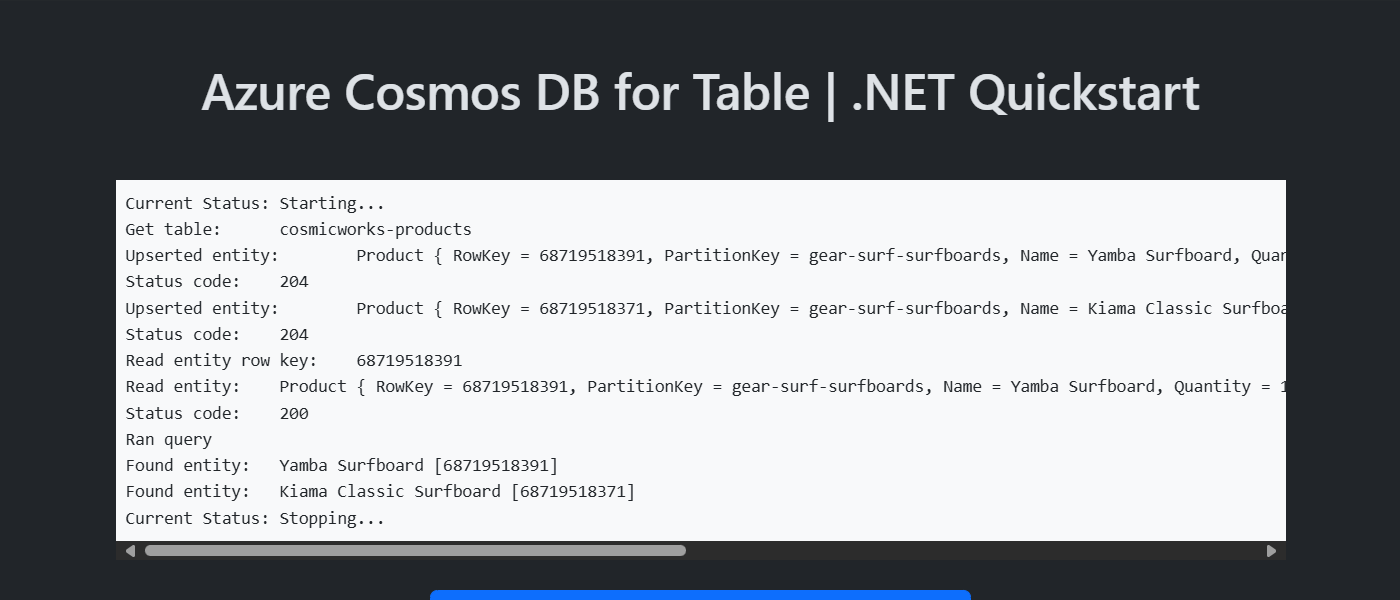 Azure Cosmos DB for Table | .NET Quickstart
Current Status: Starting...
Get table:      cosmicworks-products
Upserted entity:        Product { RowKey = 68719518391, PartitionKey = gear-surf-surfboards, Name = Yamba Surfboard, Quan
Status code:    204
Upserted entity:        Product { RowKey = 68719518371, PartitionKey = gear-surf-surfboards, Name = Kiama Classic Surfboa
Status code:    204
Read entity row key:    68719518391
Read entity:    Product { RowKey = 68719518391, PartitionKey = gear-surf-surfboards, Name = Yamba Surfboard, Quantity = 1
Status code:    200
Ran query
Found entity:   Yamba Surfboard [68719518391]
Found entity:   Kiama Classic Surfboard [68719518371]
Current Status: Stopping...